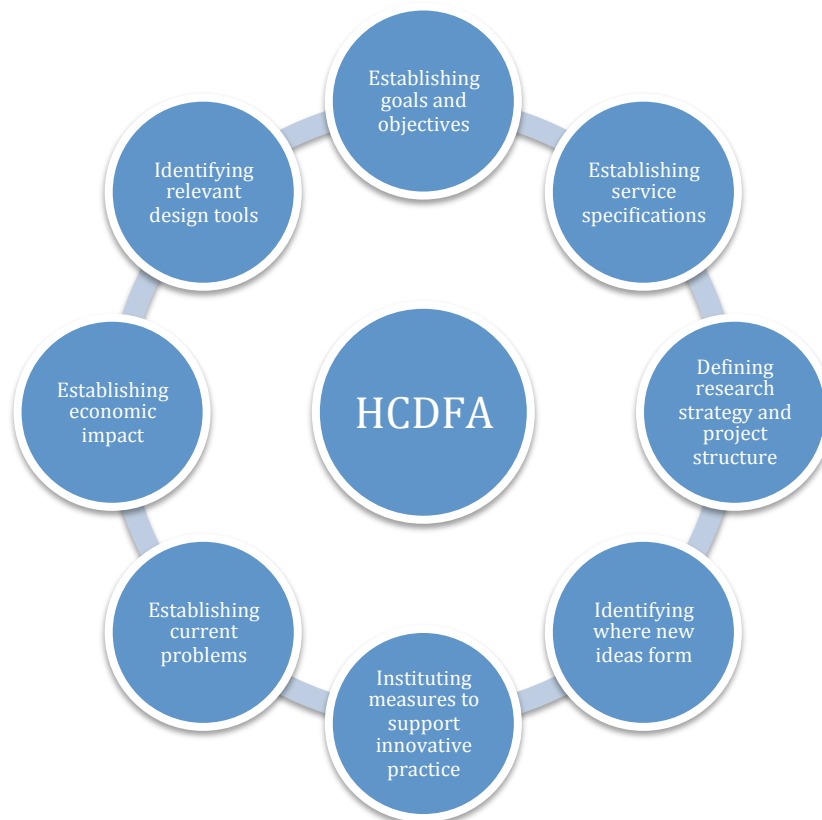 Establishing
goals and
objectives
Establishing
service
specifications
Defining
research
strategy and
project
structure
Identifying
where new
ideas form
Instituting
measures to
support
innovative
practice
Establishing
current
problems
Establishing
economic
impact
Identifying
relevant
design tools
HCDFA